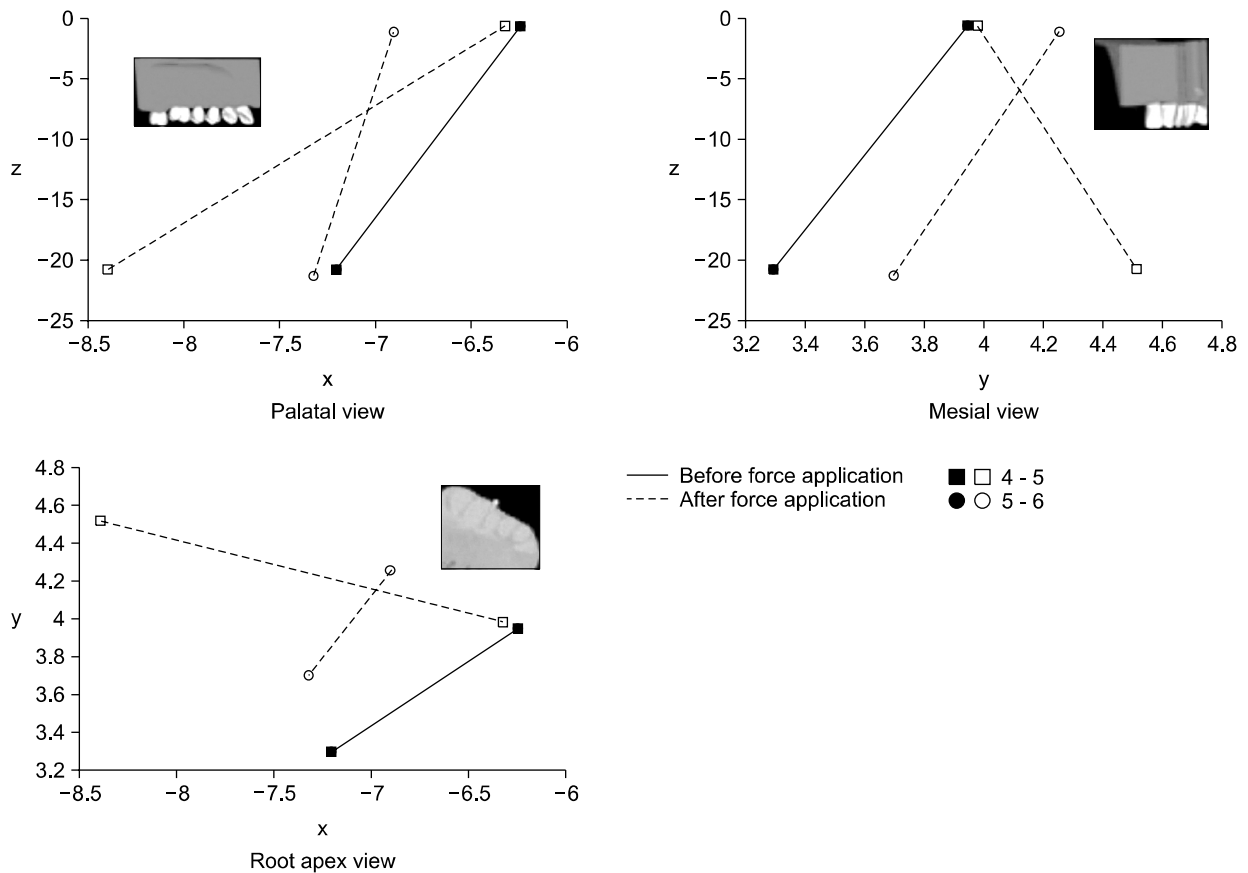 0
−5
−10
−15
−20
−25
z
−8.5 −8 −7.5 −7 −6.5 −6
x
Palatal view
0
−5
−10
−15
−20
−25
z
3.2 3.4 3.6 3.8 4 4.2 4.4 4.6 4.8
y
Mesial view
4.8
4.6
4.4
4.2
4
3.8
3.6
3.4
3.2
y
−8.5 −8 −7.5 −7 −6.5 −6
x
Root apex view
Before force application
After force application
4 - 5
5 - 6